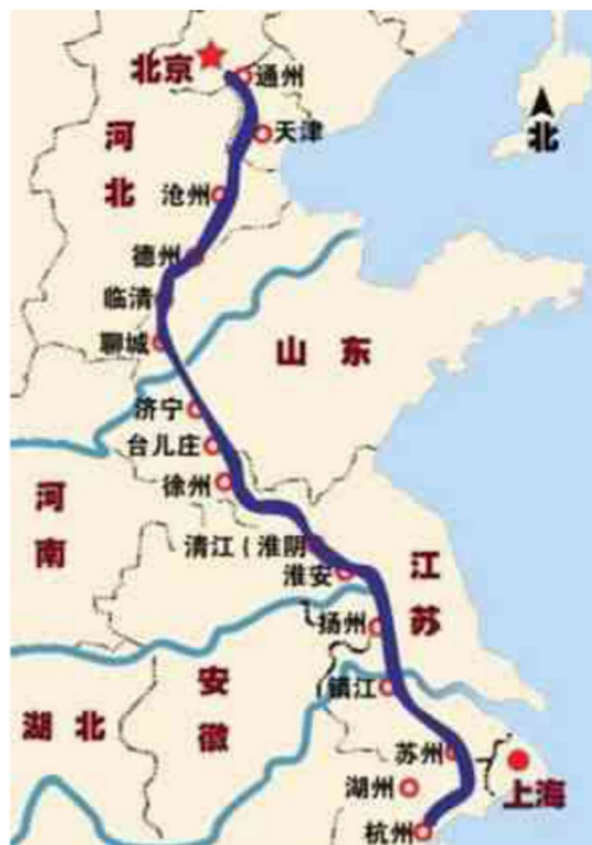 北京
通州
天津
北
河北
沧州
德州
临清
聊城
山东
济宁
台儿庄
徐州
河南
清江（淮阴
淮安
江苏
扬州
安徽
镇江
湖北
苏州
上海
湖州
杭州